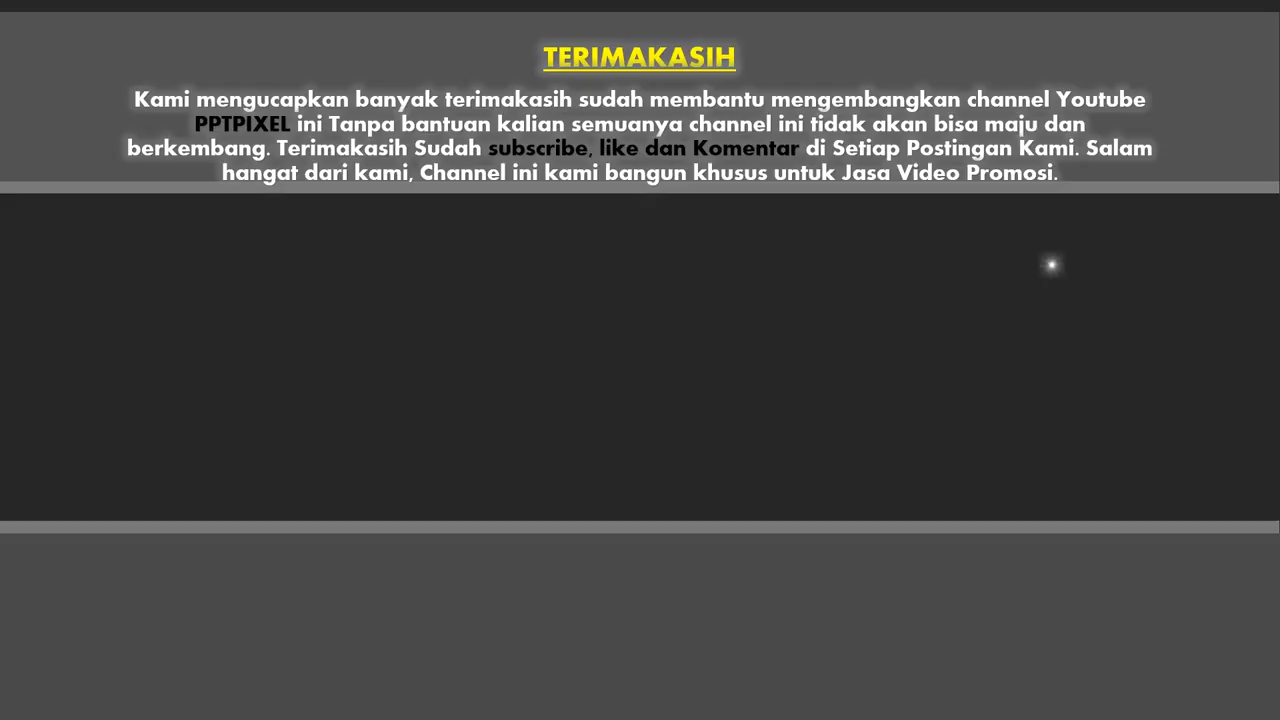 TERIMAKASIH
Kami mengucapkan banyak terimakasih sudah membantu mengembangkan channel Youtube
PPTPIXEL ini Tanpa bantuan kalian semuanya channel ini tidak akan bisa maju dan
berkembang. Terimakasih Sudah subscribe, like dan Komentar di Setiap Postingan Kami. Salam
hangat dari kami, Channel ini kami bangun khusus untuk Jasa Video Promosi.